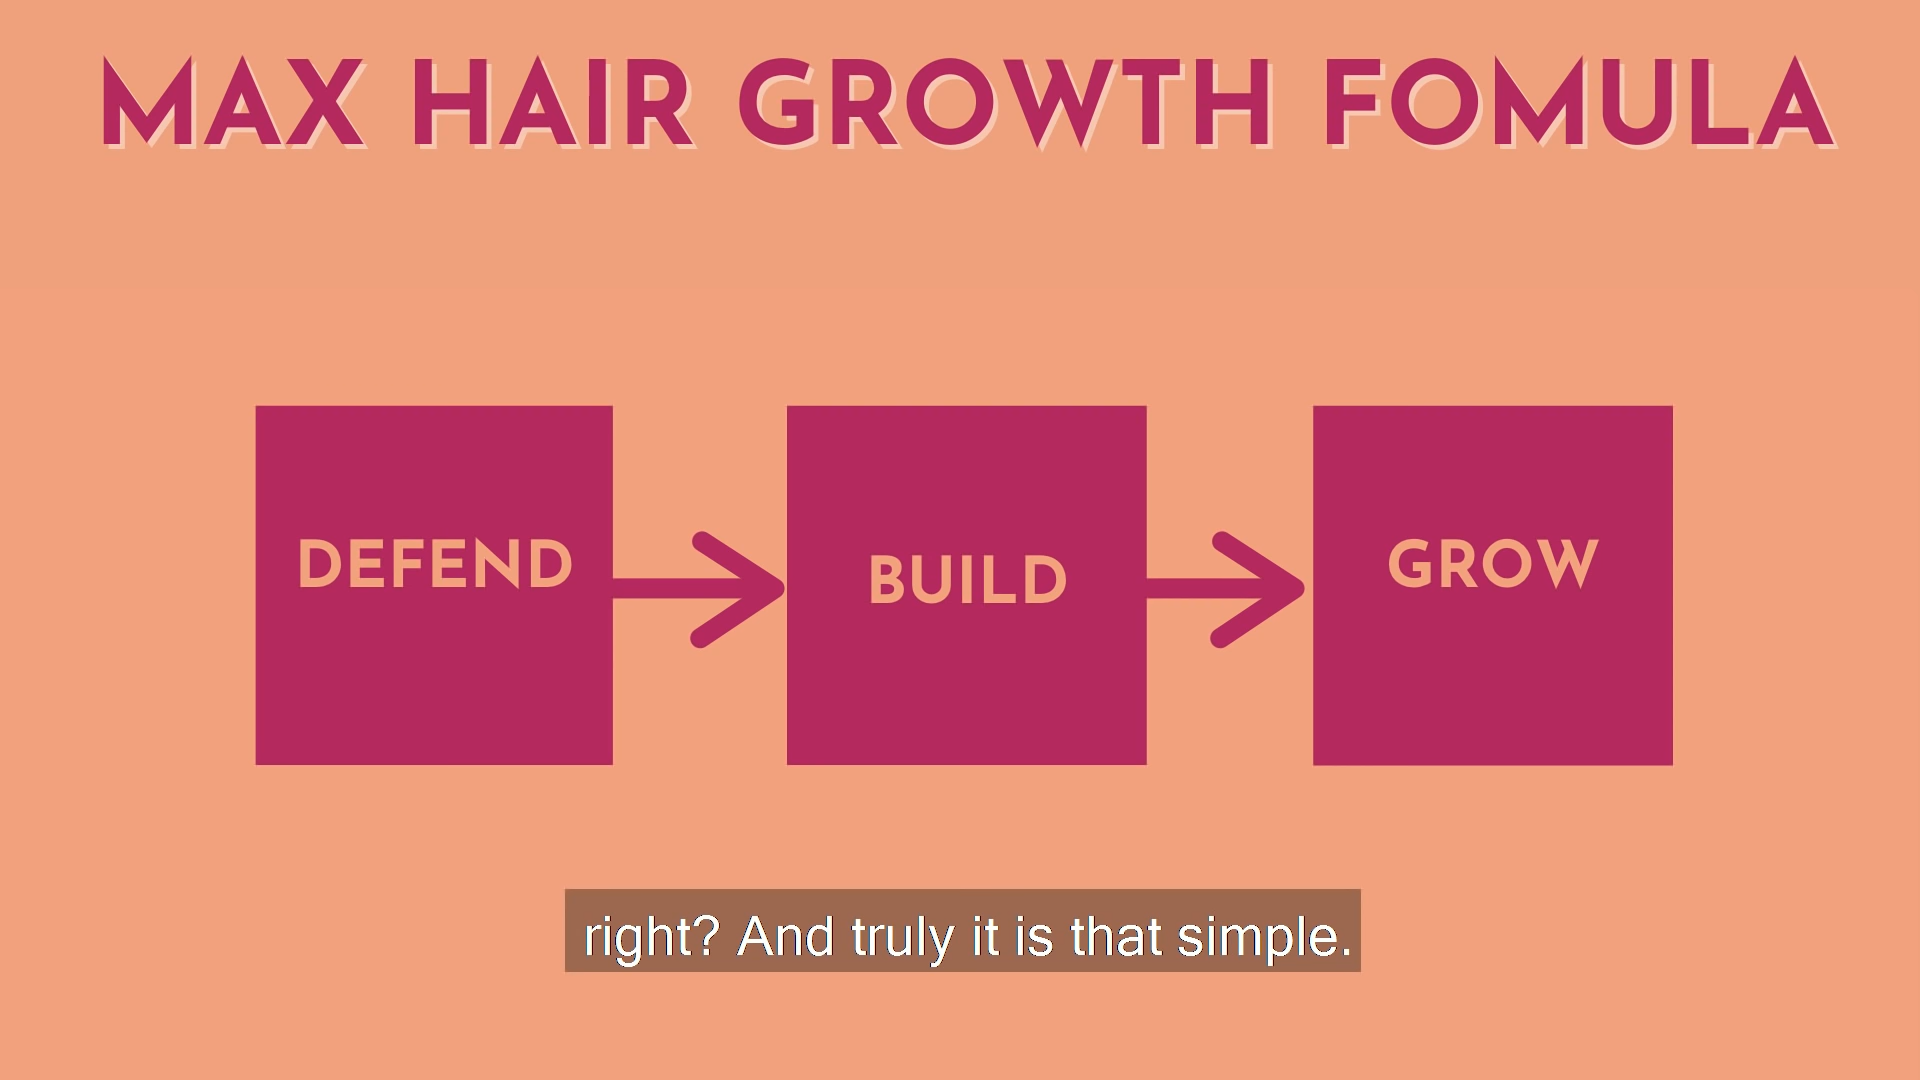 MAX HAIR GROWTH FOMULA
DEFEND
BUILD
GROW
right? And truly it is that simple.